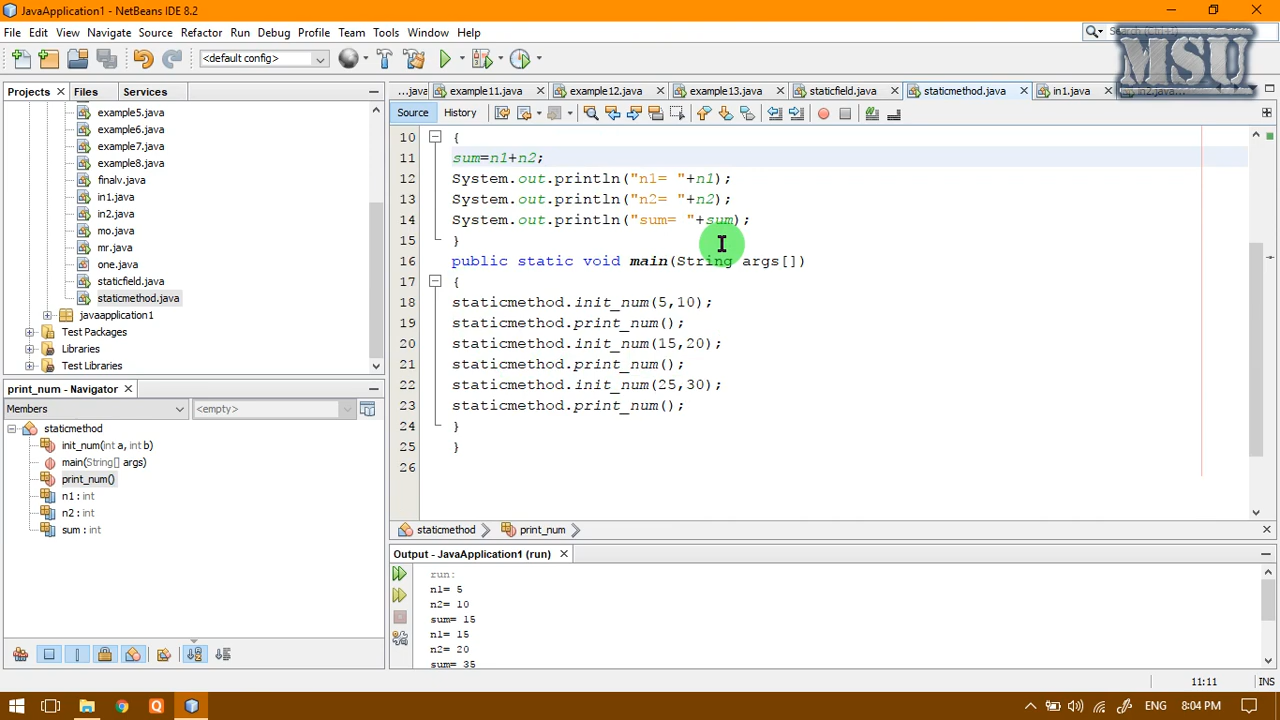 JavaApplication1 - NetBeans IDE 8.2
File Edit View Navigate Source Refactor Run Debug Profile Team Tools Window Help
Search (Ctrl+I)
<default config>
MSU
Projects Files Services
...java example11.java example12.java example13.java staticfield.java staticmethod.java in1.java in2.java...
Source History
example5.java
example6.java
example7.java
example8.java
finalv.java
in1.java
in2.java
mo.java
mr.java
one.java
staticfield.java
staticmethod.java
javaapplication1
Test Packages
Libraries
Test Libraries
print_num - Navigator
Members <empty>
staticmethod
init_num(int a, int b)
main(String[] args)
print_num()
n1 : int
n2 : int
sum : int
10 {
11 sum=n1+n2;
12 System.out.println("n1= "+n1);
13 System.out.println("n2= "+n2);
14 System.out.println("sum= "+sum);
15 }
16 public static void main(String args[])
17 {
18 staticmethod.init_num(5,10);
19 staticmethod.print_num();
20 staticmethod.init_num(15,20);
21 staticmethod.print_num();
22 staticmethod.init_num(25,30);
23 staticmethod.print_num();
24 }
25 }
26
staticmethod print_num
Output - JavaApplication1 (run)
run:
n1= 5
n2= 10
sum= 15
n1= 15
n2= 20
sum= 35
11:11 INS
ENG 8:04 PM